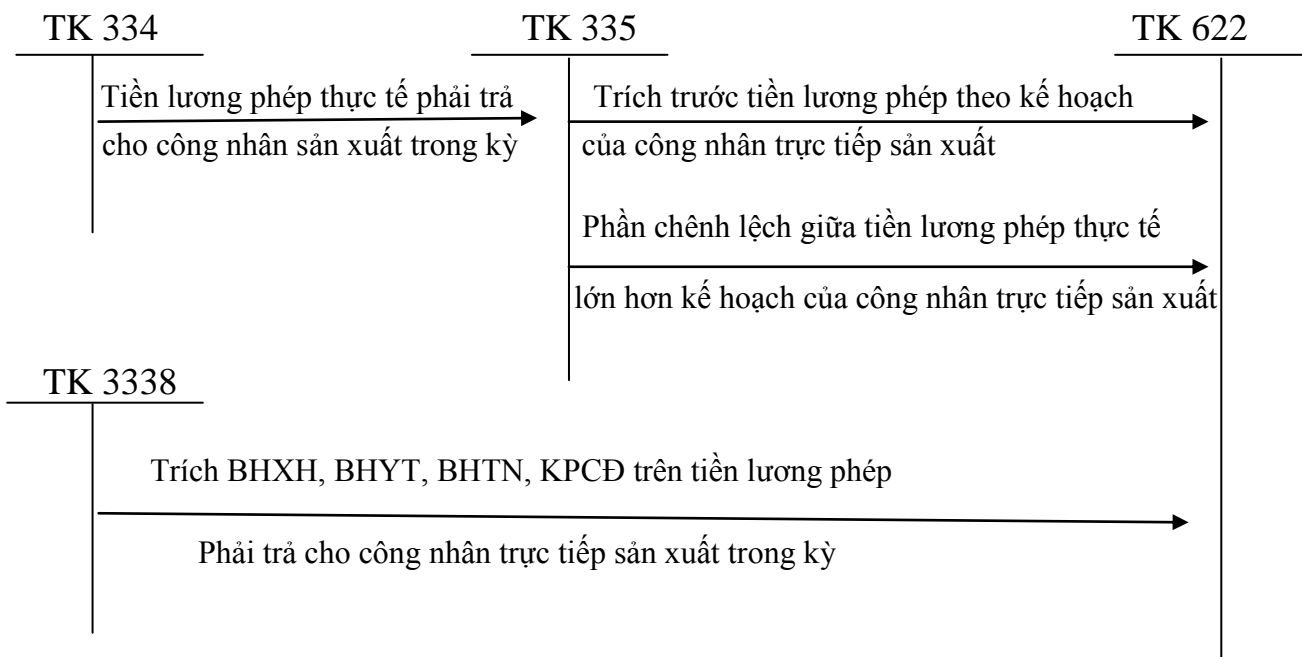 TK 334
TK 335
TK 622
Tiền lương phép thực tế phải trả
cho công nhân sản xuất trong kỳ
Trích trước tiền lương phép theo kế hoạch
của công nhân trực tiếp sản xuất
Phần chênh lệch giữa tiền lương phép thực tế
lớn hơn kế hoạch của công nhân trực tiếp sản xuất
TK 3338
Trích BHXH, BHYT, BHTN, KPCĐ trên tiền lương phép
Phải trả cho công nhân trực tiếp sản xuất trong kỳ